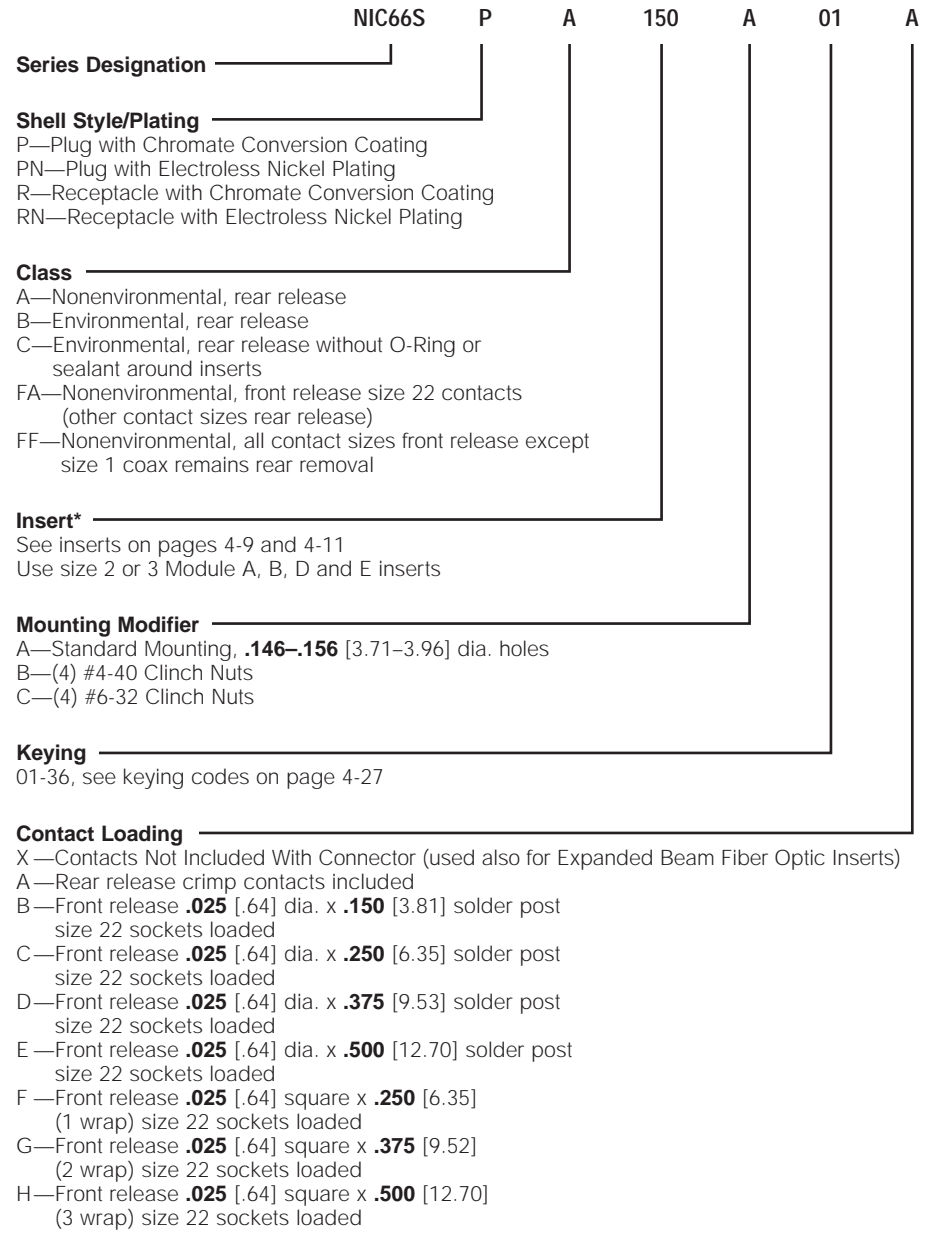 NIC66S P A 150 A 01 A
Series Designation
Shell Style/Plating
P—Plug with Chromate Conversion Coating
PN—Plug with Electroless Nickel Plating
R—Receptacle with Chromate Conversion Coating
RN—Receptacle with Electroless Nickel Plating
Class
A—Nonenvironmental, rear release
B—Environmental, rear release
C—Environmental, rear release without O-Ring or
sealant around inserts
FA—Nonenvironmental, front release size 22 contacts
(other contact sizes rear release)
FF—Nonenvironmental, all contact sizes front release except
size 1 coax remains rear removal
Insert*
See inserts on pages 4-9 and 4-11
Use size 2 or 3 Module A, B, D and E inserts
Mounting Modifier
A—Standard Mounting, .146–.156 [3.71–3.96] dia. holes
B—(4) #4-40 Clinch Nuts
C—(4) #6-32 Clinch Nuts
Keying
01-36, see keying codes on page 4-27
Contact Loading
X—Contacts Not Included With Connector (used also for Expanded Beam Fiber Optic Inserts)
A—Rear release crimp contacts included
B—Front release .025 [.64] dia. x .150 [3.81] solder post
size 22 sockets loaded
C—Front release .025 [.64] dia. x .250 [6.35] solder post
size 22 sockets loaded
D—Front release .025 [.64] dia. x .375 [9.53] solder post
size 22 sockets loaded
E—Front release .025 [.64] dia. x .500 [12.70] solder post
size 22 sockets loaded
F—Front release .025 [.64] square x .250 [6.35]
(1 wrap) size 22 sockets loaded
G—Front release .025 [.64] square x .375 [9.52]
(2 wrap) size 22 sockets loaded
H—Front release .025 [.64] square x .500 [12.70]
(3 wrap) size 22 sockets loaded